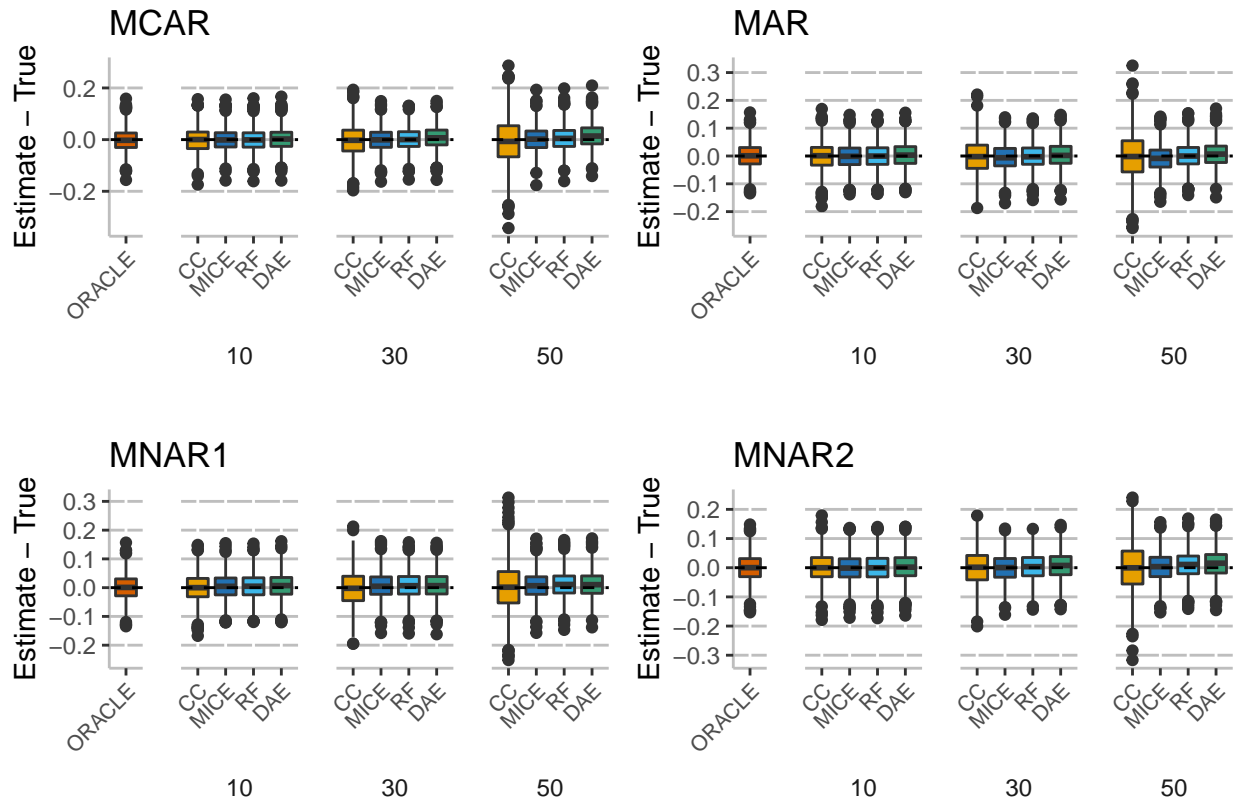 MCAR
Estimate − True
0.2
0.0
−0.2
ORACLE
CC
MICE
RF
DAE
CC
MICE
RF
DAE
CC
MICE
RF
DAE
10
30
50
MAR
Estimate − True
0.3
0.2
0.1
0.0
−0.1
−0.2
ORACLE
CC
MICE
RF
DAE
CC
MICE
RF
DAE
CC
MICE
RF
DAE
10
30
50
MNAR1
Estimate − True
0.3
0.2
0.1
0.0
−0.1
−0.2
ORACLE
CC
MICE
RF
DAE
CC
MICE
RF
DAE
CC
MICE
RF
DAE
10
30
50
MNAR2
Estimate − True
0.2
0.1
0.0
−0.1
−0.2
−0.3
ORACLE
CC
MICE
RF
DAE
CC
MICE
RF
DAE
CC
MICE
RF
DAE
10
30
50